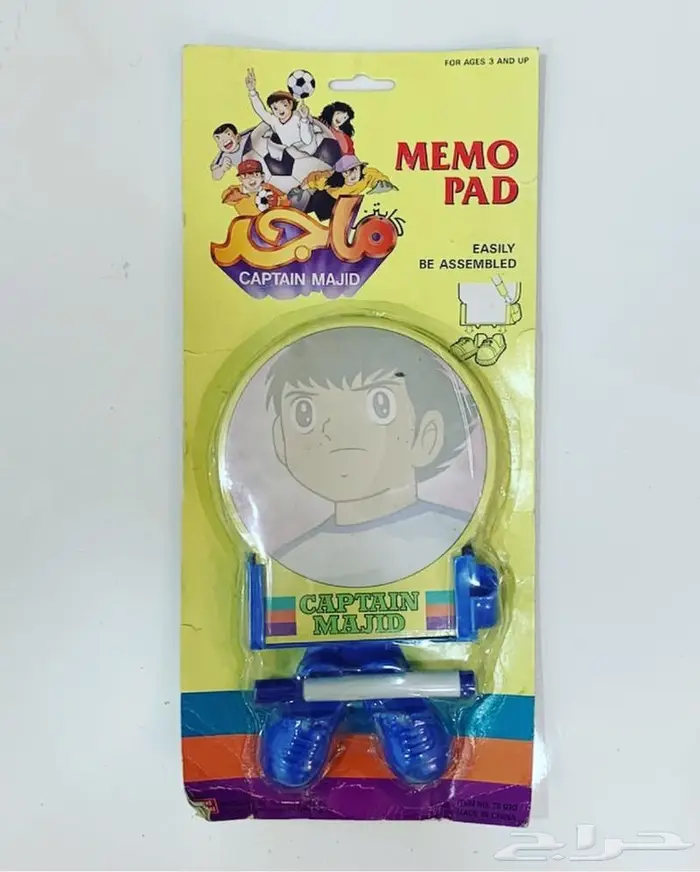 FOR AGES 3 AND UP
MEMO
PAD
EASILY
BE ASSEMBLED
كابتن
ماجد
CAPTAIN MAJID
CAPTAIN
MAJID
MADE IN CHINA
حراج